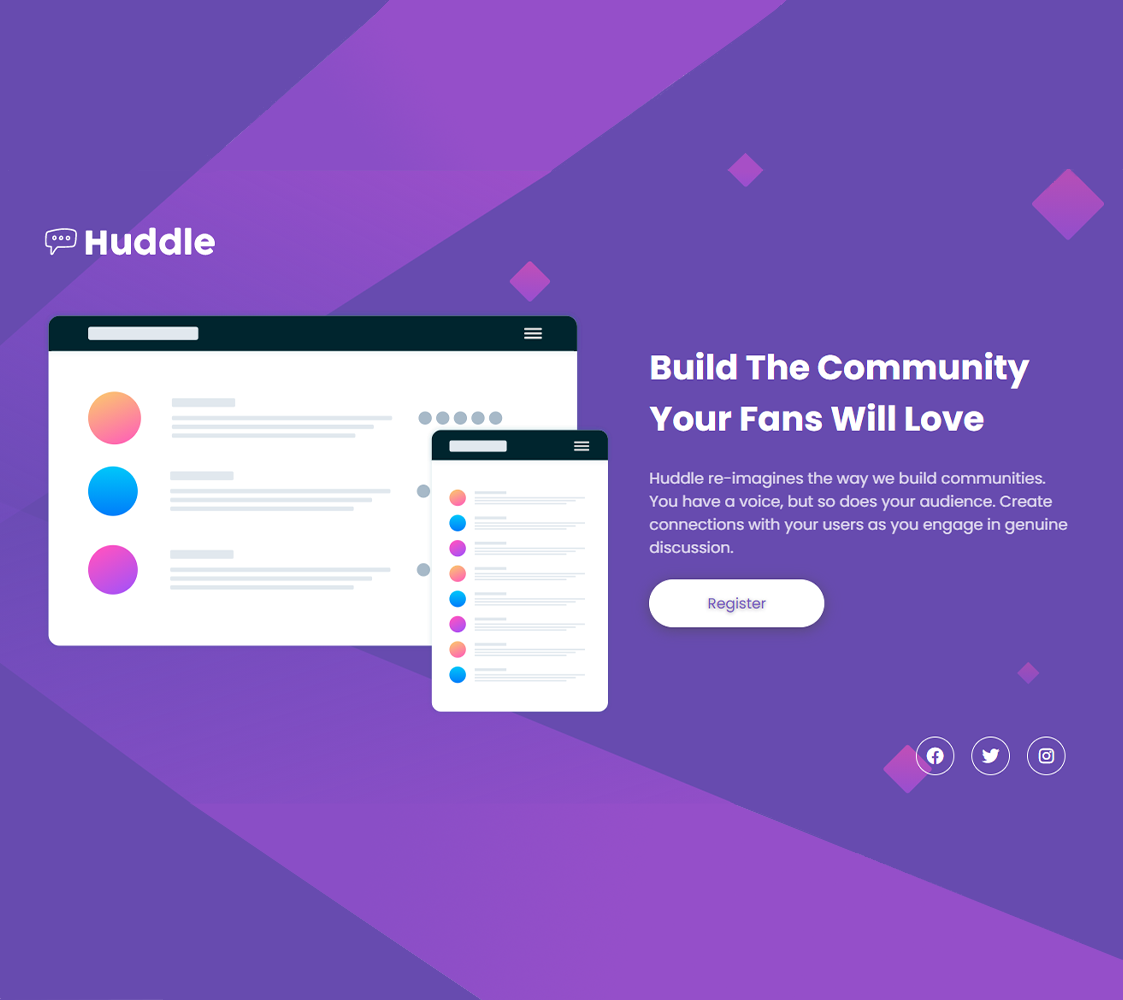 Huddle
Build The Community
Your Fans Will Love
Huddle re-imagines the way we build communities.
You have a voice, but so does your audience. Create
connections with your users as you engage in genuine
discussion.
Register